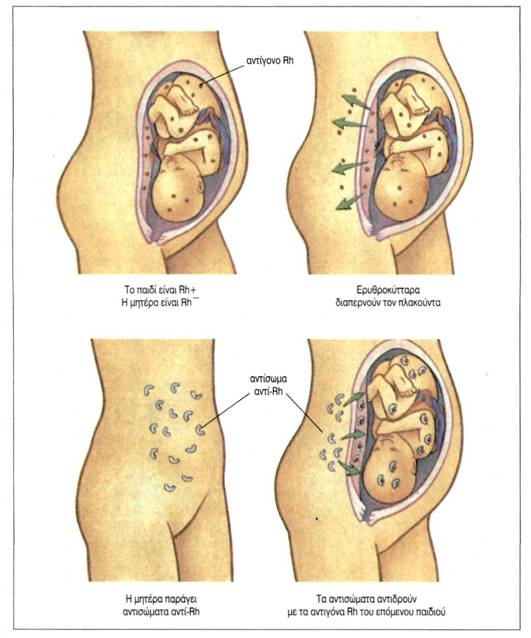 αντίγονο Rh
Το παιδί είναι Rh+
Η μητέρα είναι Rh⁻
Ερυθροκύτταρα
διαπερνούν τον πλακούντα
αντίσωμα
αντί-Rh
Η μητέρα παράγει
αντισώματα αντί-Rh
Τα αντισώματα αντιδρούν
με τα αντιγόνα Rh του επόμενου παιδιού